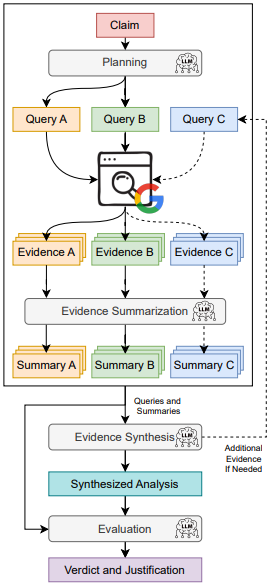 Claim
Planning
LLM
Query A
Query B
Query C
Evidence A
Evidence B
Evidence C
Evidence Summarization
LLM
Summary A
Summary B
Summary C
Queries and
Summaries
Evidence Synthesis
LLM
Additional
Evidence
If Needed
Synthesized Analysis
Evaluation
LLM
Verdict and Justification